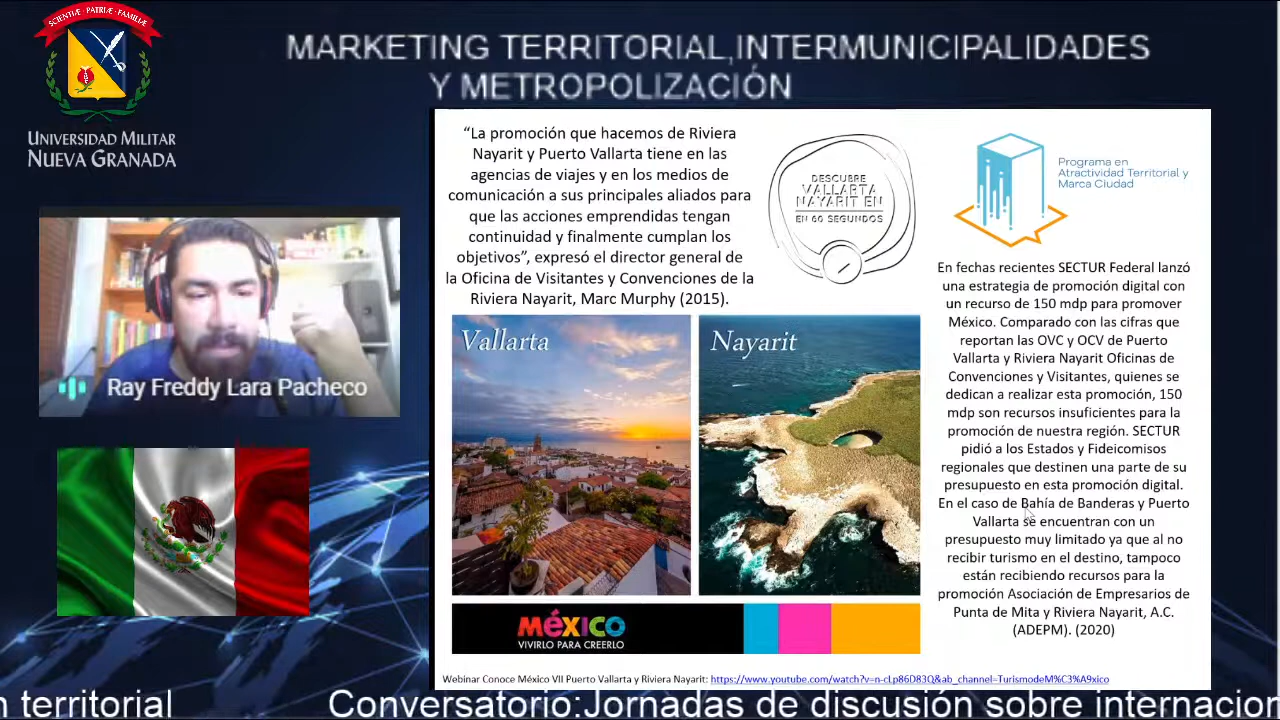 SCIENTIÆ - PATRIÆ - FAMILIÆ
UNIVERSIDAD MILITAR
NUEVA GRANADA
MARKETING TERRITORIAL,INTERMUNICIPALIDADES
Y METROPOLIZACIÓN
Ray Freddy Lara Pacheco
“La promoción que hacemos de Riviera
Nayarit y Puerto Vallarta tiene en las
agencias de viajes y en los medios de
comunicación a sus principales aliados para
que las acciones emprendidas tengan
continuidad y finalmente cumplan los
objetivos”, expresó el director general de
la Oficina de Visitantes y Convenciones de la
Riviera Nayarit, Marc Murphy (2015).
DESCUBRE
VALLARTA
NAYARIT EN
EN 60 SEGUNDOS
Programa en
Atractividad Territorial y
Marca Ciudad
Vallarta
Nayarit
MéXICO
VIVIRLO PARA CREERLO
En fechas recientes SECTUR Federal lanzó
una estrategia de promoción digital con
un recurso de 150 mdp para promover
México. Comparado con las cifras que
reportan las OVC y OCV de Puerto
Vallarta y Riviera Nayarit Oficinas de
Convenciones y Visitantes, quienes se
dedican a realizar esta promoción, 150
mdp son recursos insuficientes para la
promoción de nuestra región. SECTUR
pidió a los Estados y Fideicomisos
regionales que destinen una parte de su
presupuesto en esta promoción digital.
En el caso de Bahía de Banderas y Puerto
Vallarta se encuentran con un
presupuesto muy limitado ya que al no
recibir turismo en el destino, tampoco
están recibiendo recursos para la
promoción Asociación de Empresarios de
Punta de Mita y Riviera Nayarit, A.C.
(ADEPM). (2020)
Webinar Conoce México VII Puerto Vallarta y Riviera Nayarit: https://www.youtube.com/watch?v=n-cLp86D83Q&ab_channel=TurismodeM%C3%A9xico
n territorial Conversatorio:Jornadas de discusión sobre internacior